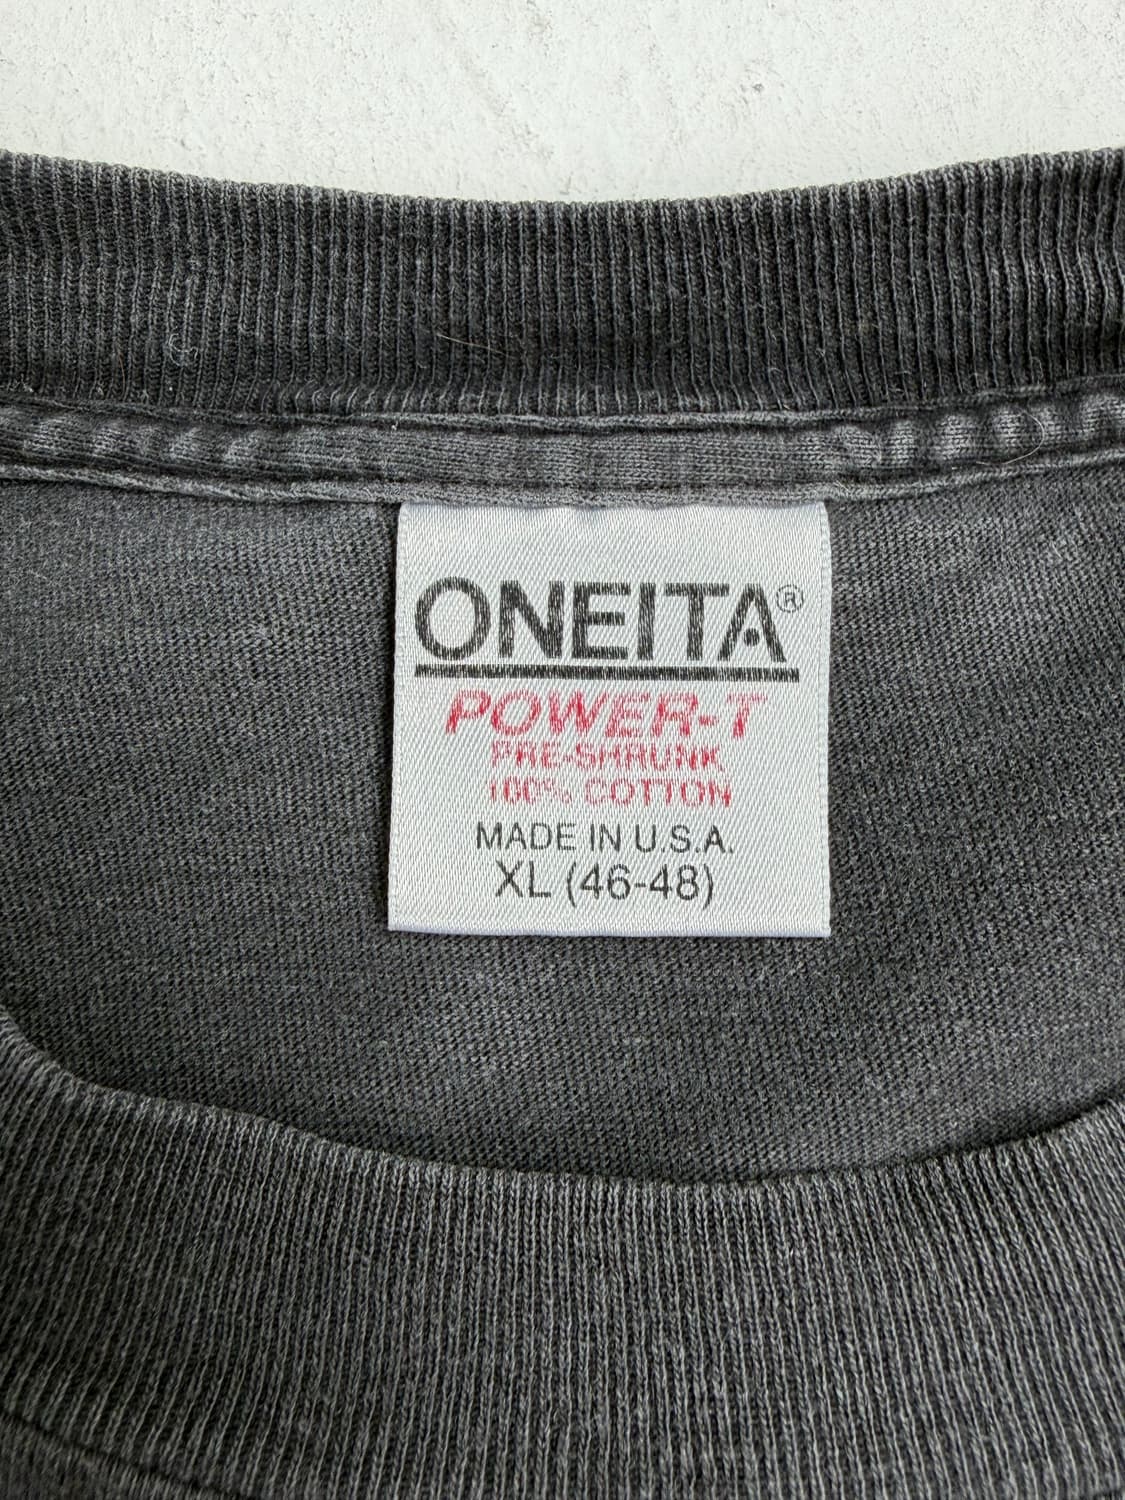 ONEITA®
POWER-T
PRE-SHRUNK
100% COTTON
MADE IN U.S.A.
XL (46-48)